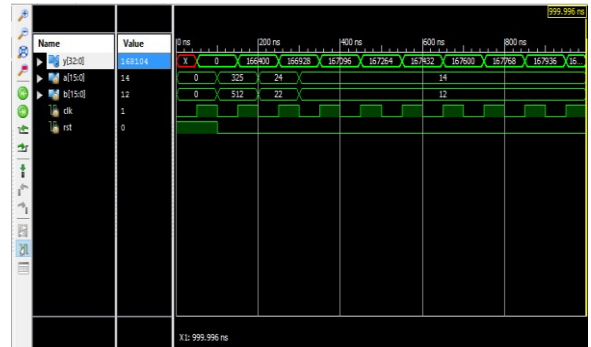 999.996 ns
Name Value 0 ns 200 ns 400 ns 600 ns 800 ns
y[32:0] 168104 X 0 166400 166928 167096 167264 167432 167600 167768 167936 16...
a[15:0] 14 0 325 24 14
b[15:0] 12 0 512 22 12
clk 1
rst 0
X1: 999.996 ns